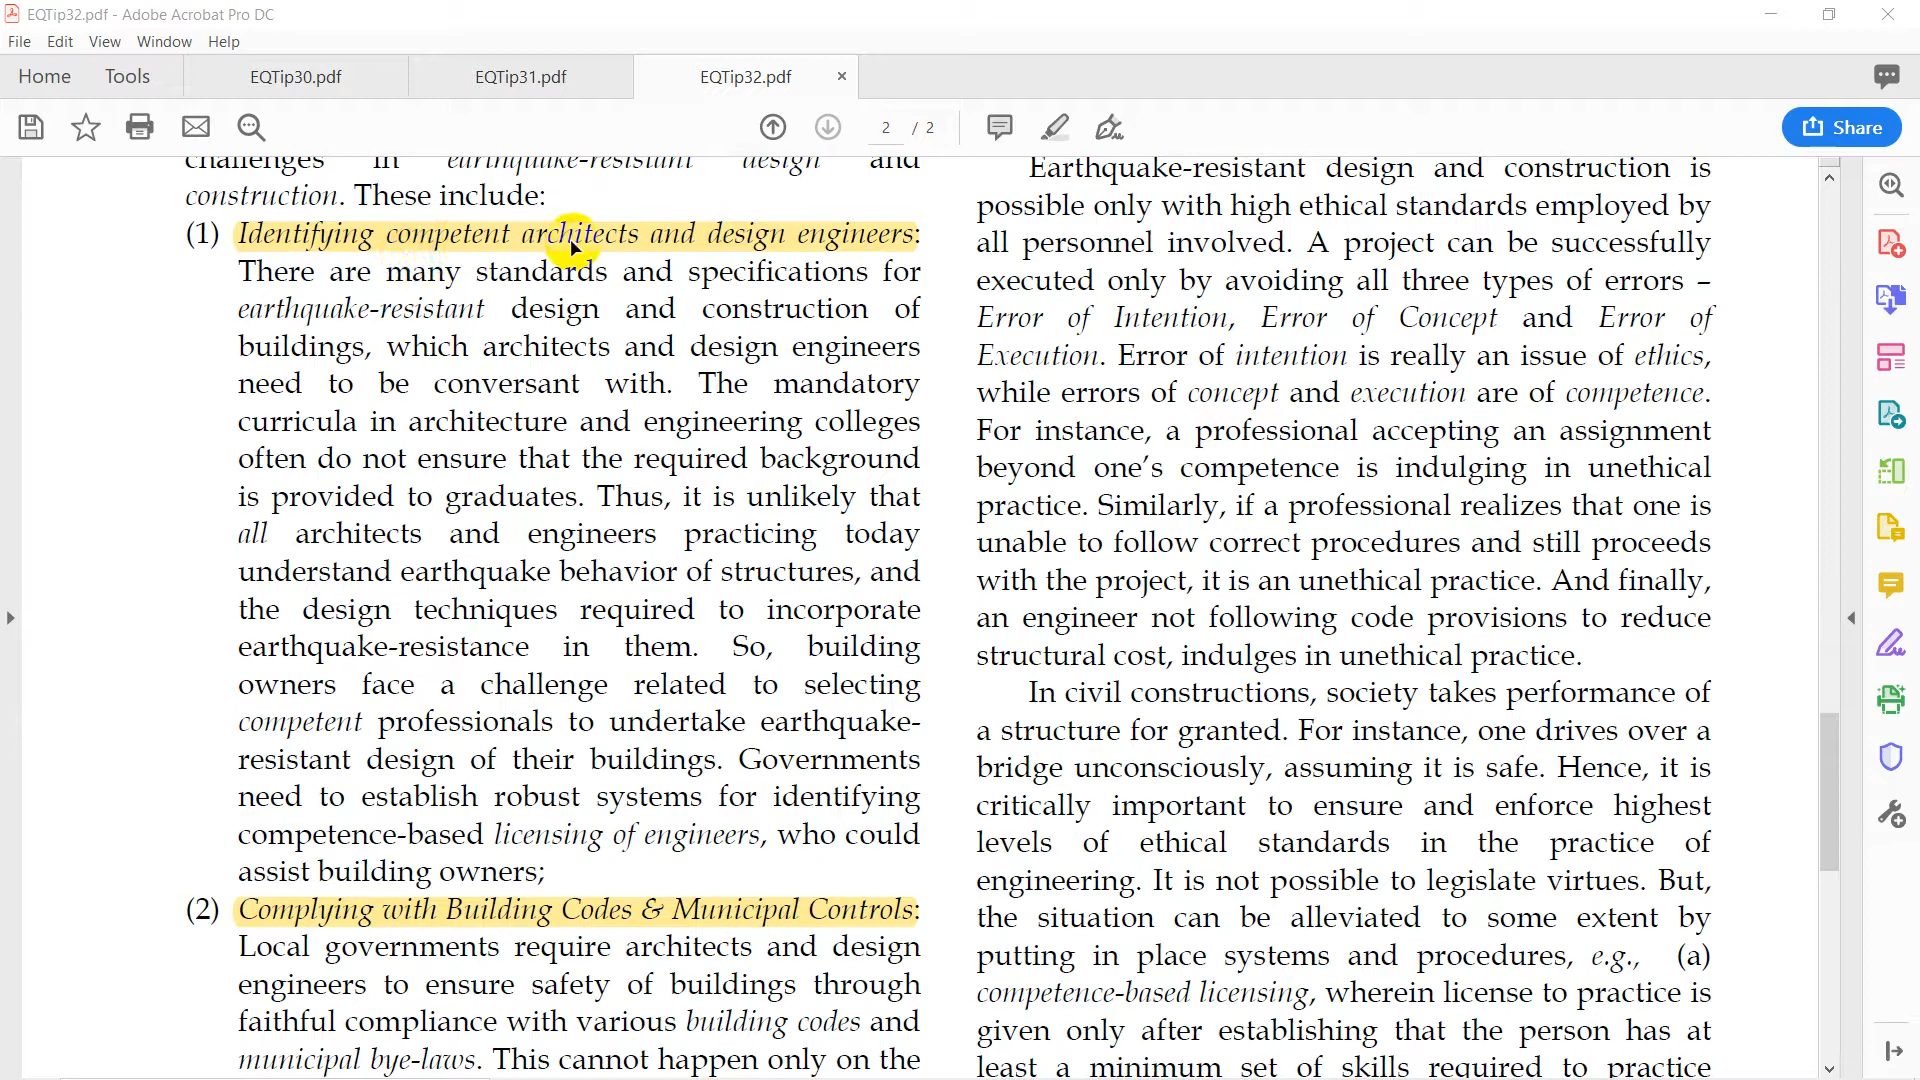 EQTip32.pdf - Adobe Acrobat Pro DC
File Edit View Window Help
Home Tools EQTip30.pdf EQTip31.pdf EQTip32.pdf
2 / 2
Share
challenges in earthquake-resistant design and
construction. These include:
(1) Identifying competent architects and design engineers:
There are many standards and specifications for
earthquake-resistant design and construction of
buildings, which architects and design engineers
need to be conversant with. The mandatory
curricula in architecture and engineering colleges
often do not ensure that the required background
is provided to graduates. Thus, it is unlikely that
all architects and engineers practicing today
understand earthquake behavior of structures, and
the design techniques required to incorporate
earthquake-resistance in them. So, building
owners face a challenge related to selecting
competent professionals to undertake earthquake-
resistant design of their buildings. Governments
need to establish robust systems for identifying
competence-based licensing of engineers, who could
assist building owners;
(2) Complying with Building Codes & Municipal Controls:
Local governments require architects and design
engineers to ensure safety of buildings through
faithful compliance with various building codes and
municipal bye-laws. This cannot happen only on the
Earthquake-resistant design and construction is
possible only with high ethical standards employed by
all personnel involved. A project can be successfully
executed only by avoiding all three types of errors –
Error of Intention, Error of Concept and Error of
Execution. Error of intention is really an issue of ethics,
while errors of concept and execution are of competence.
For instance, a professional accepting an assignment
beyond one's competence is indulging in unethical
practice. Similarly, if a professional realizes that one is
unable to follow correct procedures and still proceeds
with the project, it is an unethical practice. And finally,
an engineer not following code provisions to reduce
structural cost, indulges in unethical practice.
In civil constructions, society takes performance of
a structure for granted. For instance, one drives over a
bridge unconsciously, assuming it is safe. Hence, it is
critically important to ensure and enforce highest
levels of ethical standards in the practice of
engineering. It is not possible to legislate virtues. But,
the situation can be alleviated to some extent by
putting in place systems and procedures, e.g., (a)
competence-based licensing, wherein license to practice is
given only after establishing that the person has at
least a minimum set of skills required to practice